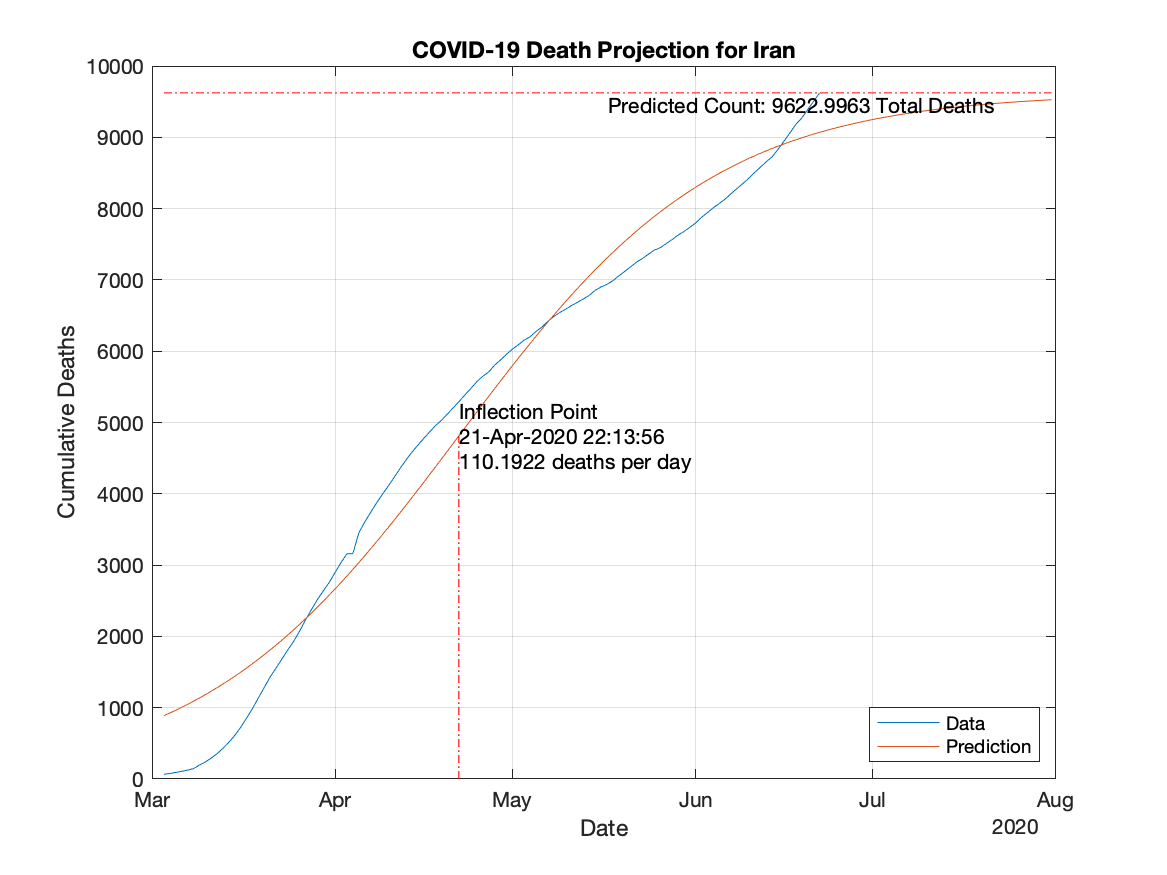 COVID-19 Death Projection for Iran
10000
9000
8000
7000
6000
5000
4000
3000
2000
1000
0
Cumulative Deaths
Predicted Count: 9622.9963 Total Deaths
Inflection Point
21-Apr-2020 22:13:56
110.1922 deaths per day
Data
Prediction
Mar Apr May Jun Jul Aug
Date
2020